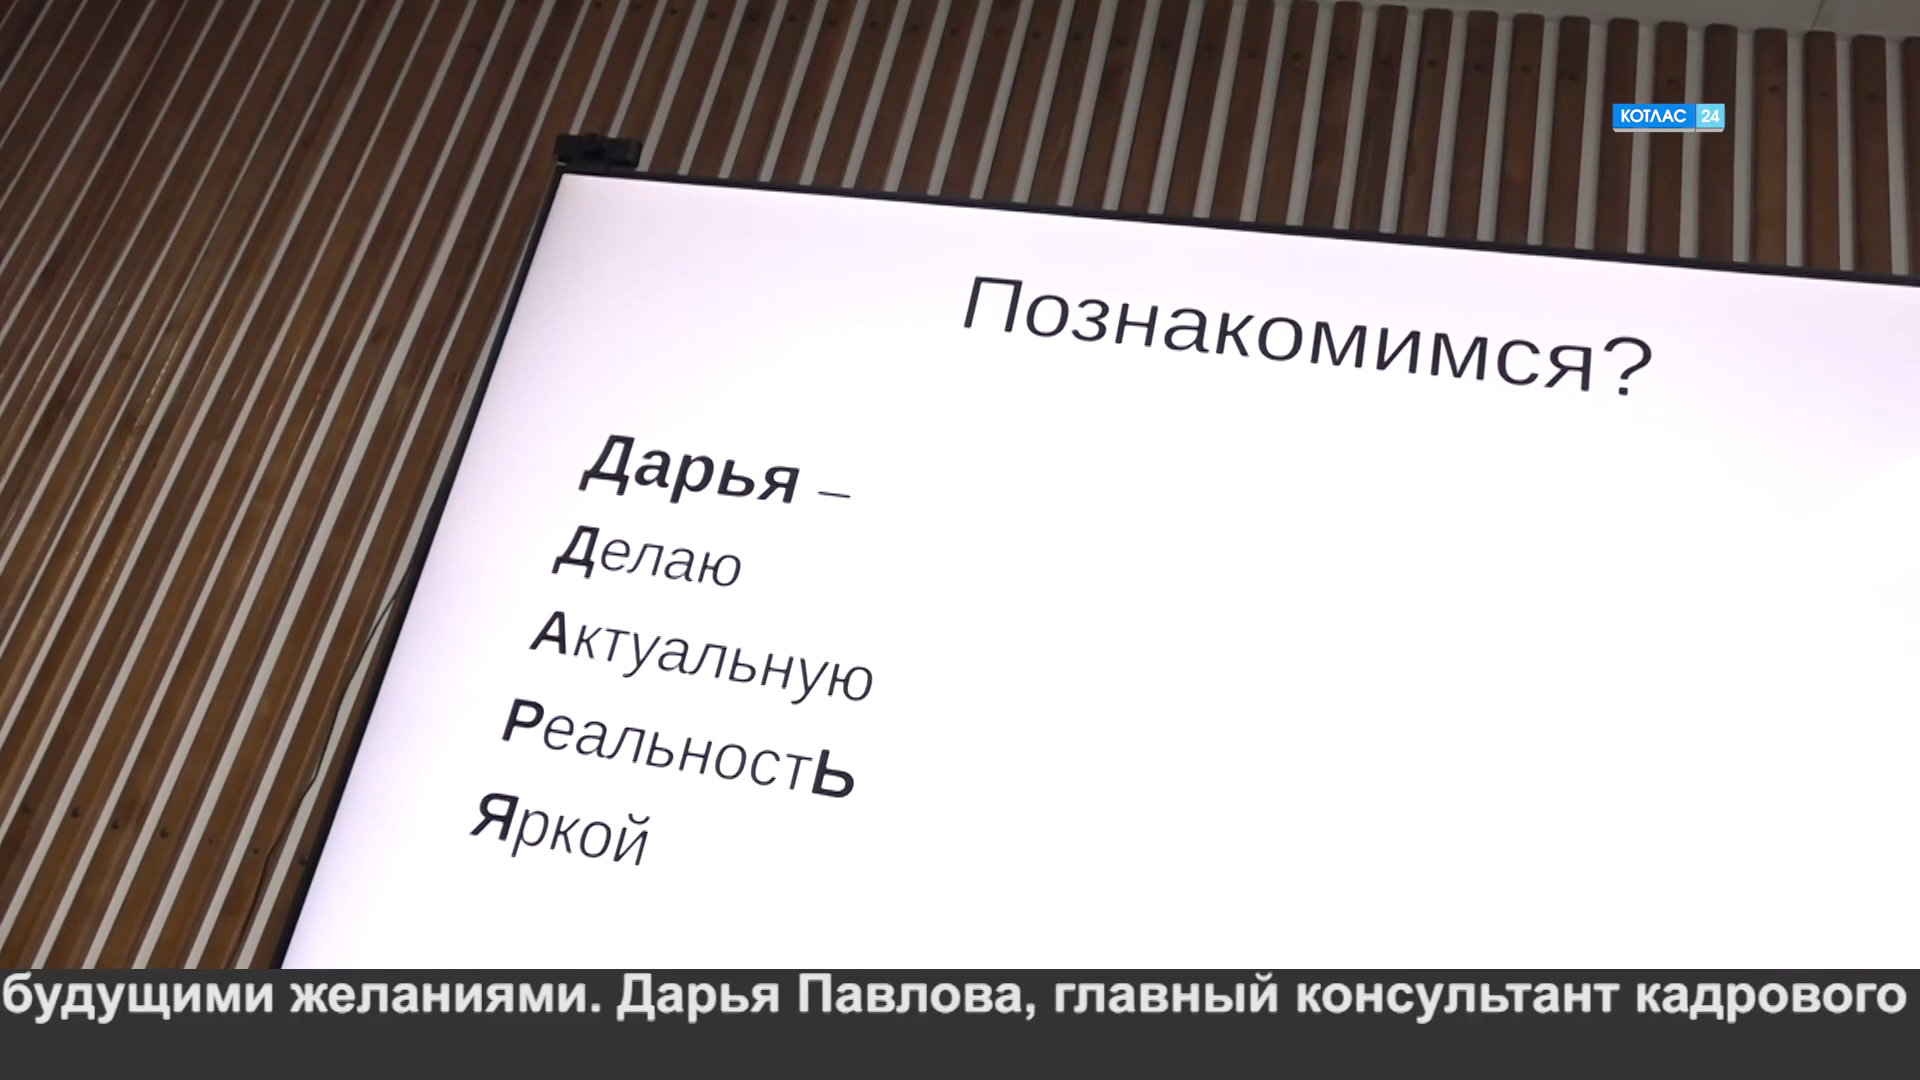 КОТЛАС 24
Познакомимся?
Дарья –
Делаю
Актуальную
РеальностЬ
Яркой
будущими желаниями. Дарья Павлова, главный консультант кадрового